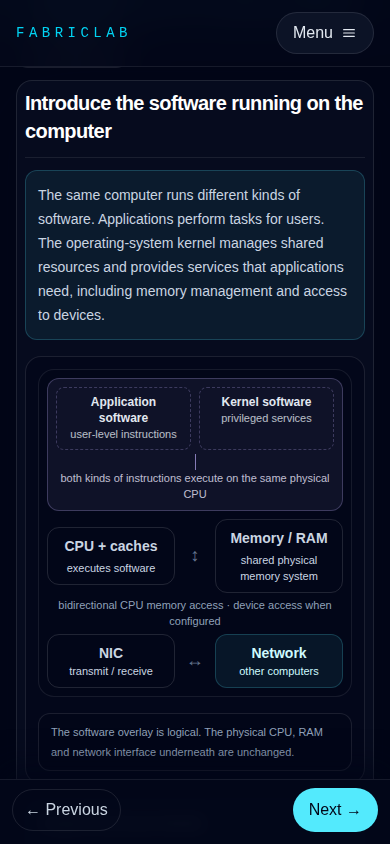 FABRICLAB
Menu
Introduce the software running on the
computer
The same computer runs different kinds of
software. Applications perform tasks for users.
The operating-system kernel manages shared
resources and provides services that applications
need, including memory management and access
to devices.
Application
software
user-level instructions
Kernel software
privileged services
both kinds of instructions execute on the same physical
CPU
CPU + caches
executes software
↕
Memory / RAM
shared physical
memory system
bidirectional CPU memory access · device access when
configured
NIC
transmit / receive
↔
Network
other computers
The software overlay is logical. The physical CPU, RAM
and network interface underneath are unchanged.
← Previous
Next →